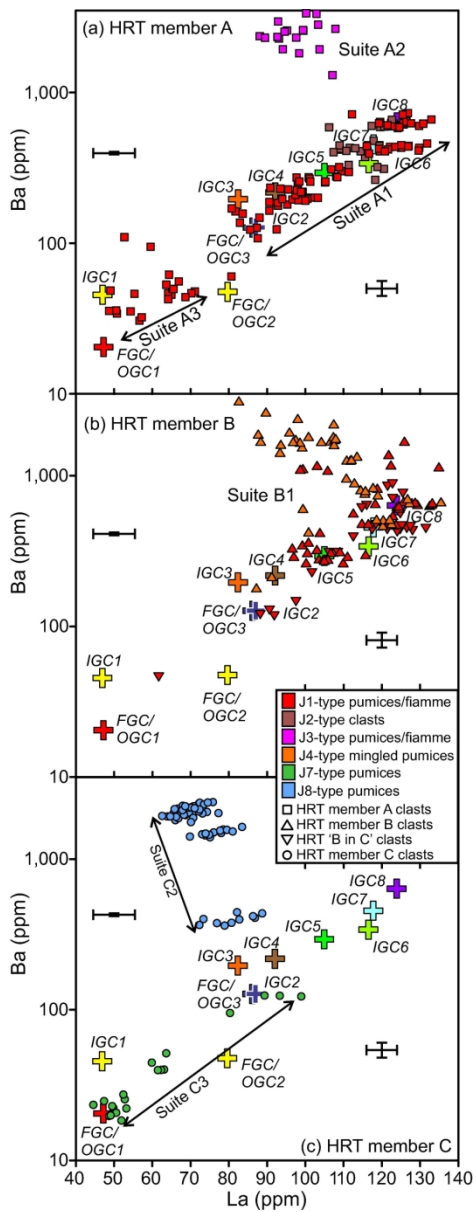 (a) HRT member A
Suite A2
1,000
IGC8
IGC7
IGC5
IGC4
IGC6
IGC3
IGC2
Suite A1
FGC/
OGC3
100
IGC1
FGC/
OGC2
Suite A3
FGC/
OGC1
10
Ba (ppm)
(b) HRT member B
1,000
Suite B1
IGC8
IGC7
IGC6
IGC5
IGC4
IGC3
FGC/
OGC3
IGC2
100
IGC1
FGC/
OGC2
FGC/
OGC1
10
Ba (ppm)
J1-type pumices/fiamme
J2-type clasts
J3-type pumices/fiamme
J4-type mingled pumices
J7-type pumices
J8-type pumices
HRT member A clasts
HRT member B clasts
HRT 'B in C' clasts
HRT member C clasts
1,000
Suite C2
IGC8
IGC7
IGC6
IGC5
IGC4
IGC3
FGC/
OGC3
IGC2
100
IGC1
FGC/
OGC2
Suite C3
FGC/
OGC1
(c) HRT member C
10
Ba (ppm)
40 50 60 70 80 90 100 110 120 130 140
La (ppm)